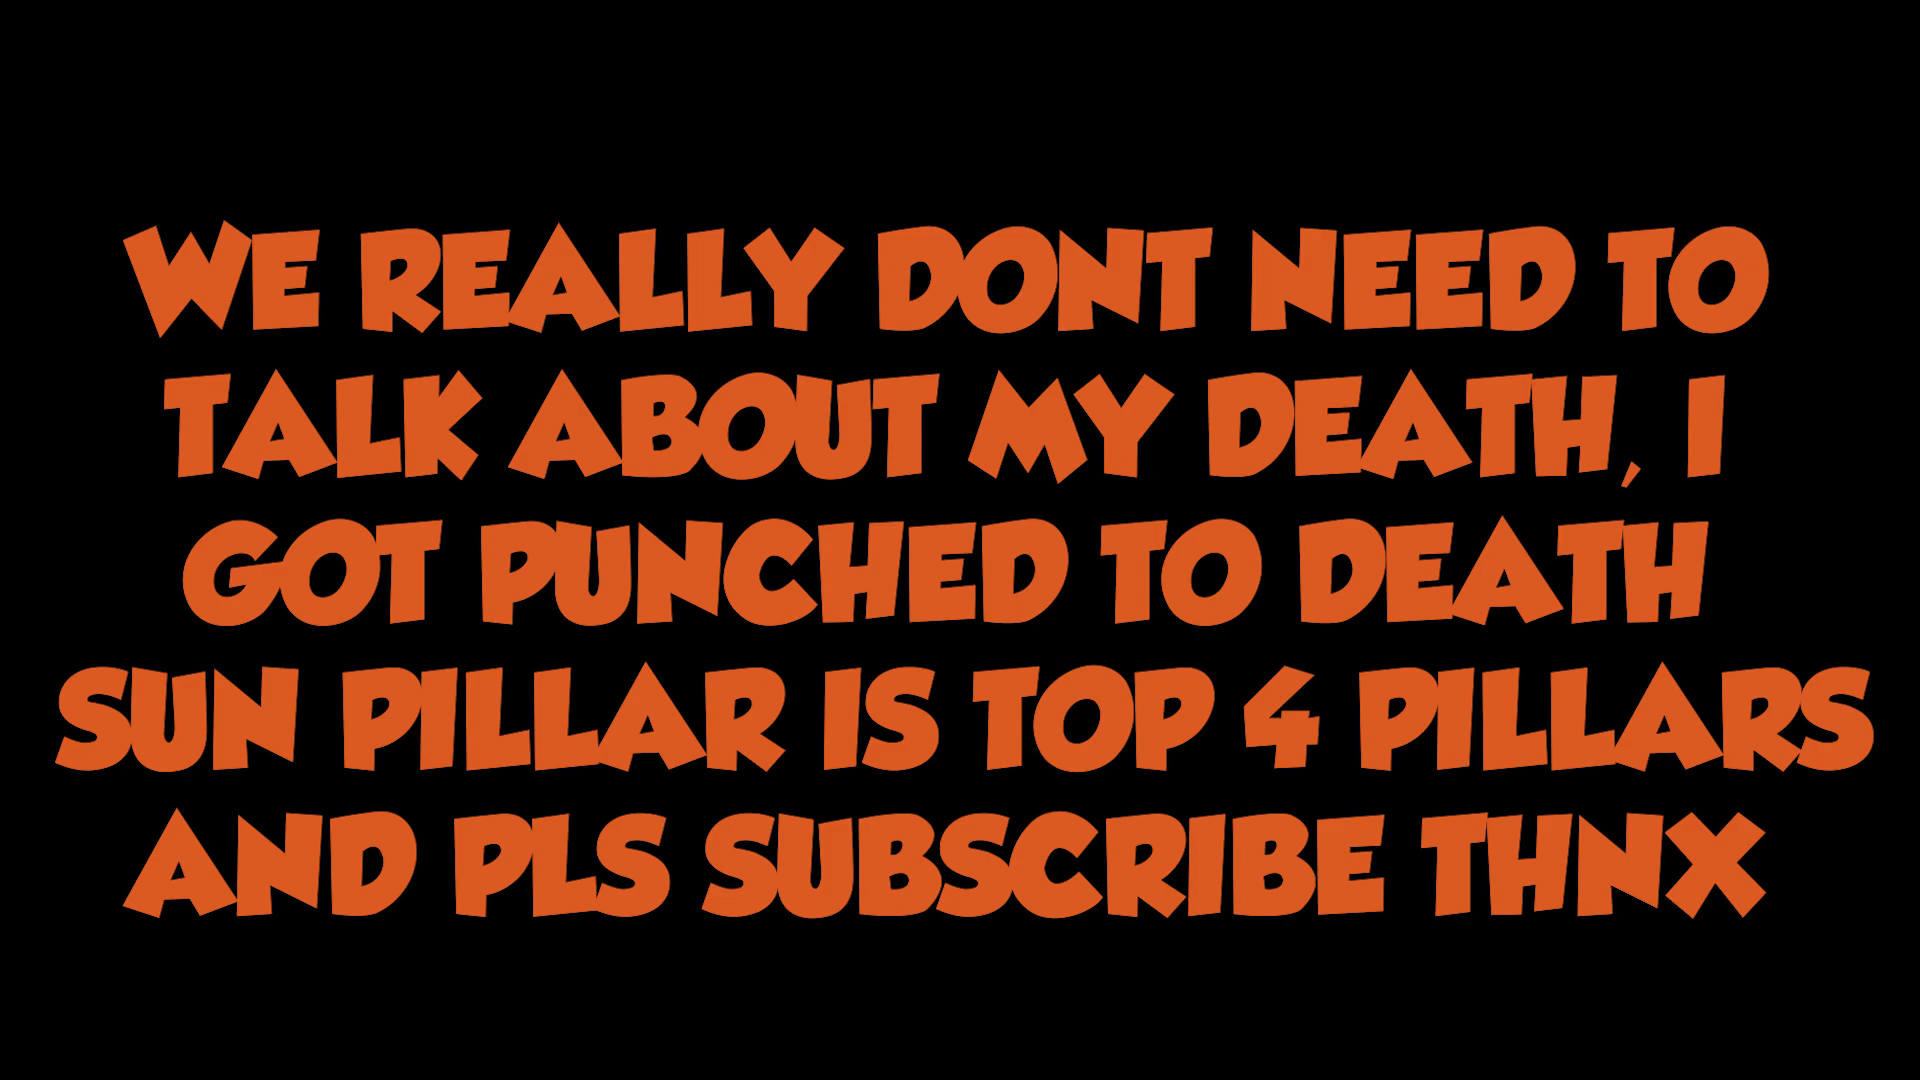 WE REALLY DONT NEED TO
TALK ABOUT MY DEATH, I
GOT PUNCHED TO DEATH
SUN PILLAR IS TOP 4 PILLARS
AND PLS SUBSCRIBE THNX